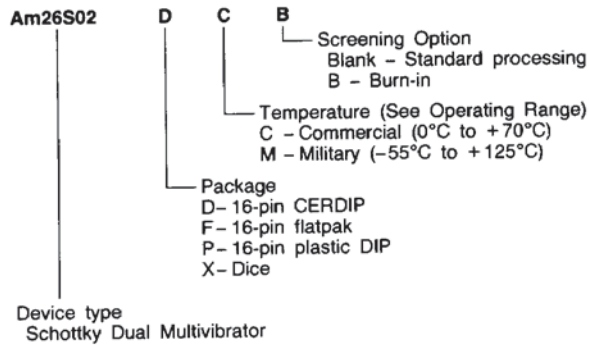 Am26S02 D C B
Screening Option
Blank – Standard processing
B – Burn-in
Temperature (See Operating Range)
C – Commercial (0°C to +70°C)
M – Military (–55°C to +125°C)
Package
D– 16-pin CERDIP
F– 16-pin flatpak
P– 16-pin plastic DIP
X– Dice
Device type
Schottky Dual Multivibrator